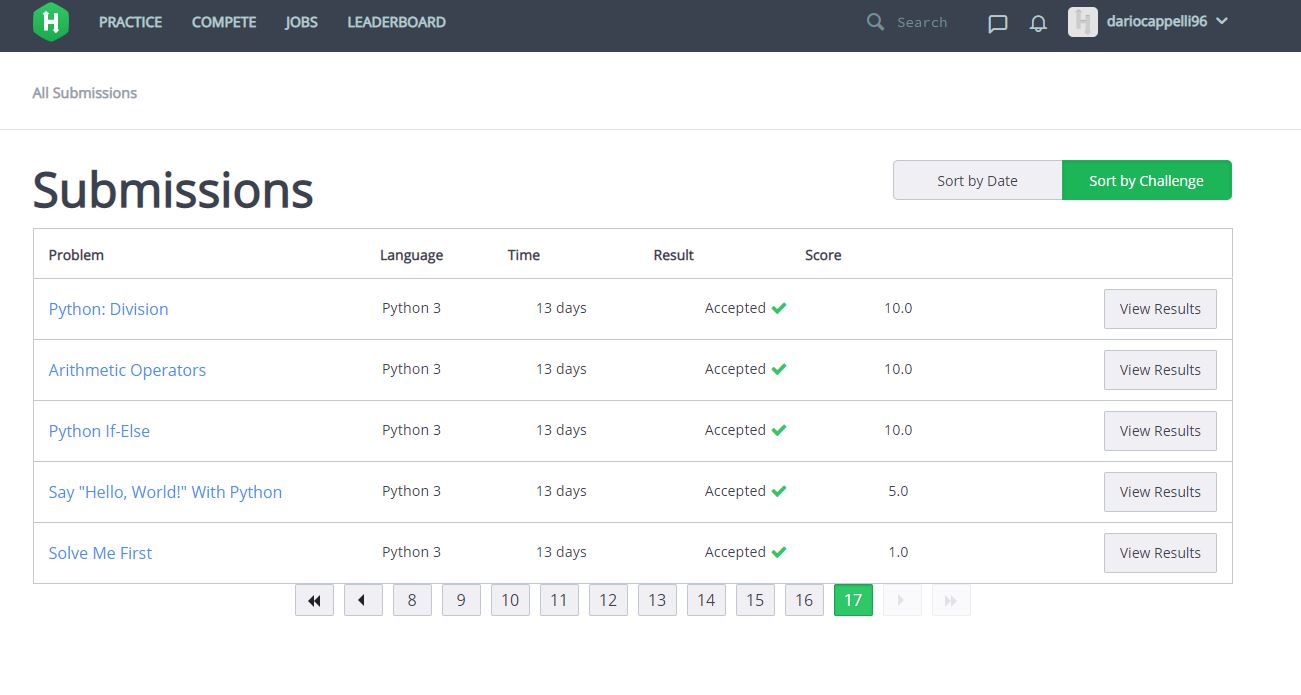 H PRACTICE COMPETE JOBS LEADERBOARD Search H dariocappelli96
All Submissions
Submissions Sort by Date Sort by Challenge
Problem Language Time Result Score
Python: Division Python 3 13 days Accepted 10.0 View Results
Arithmetic Operators Python 3 13 days Accepted 10.0 View Results
Python If-Else Python 3 13 days Accepted 10.0 View Results
Say "Hello, World!" With Python Python 3 13 days Accepted 5.0 View Results
Solve Me First Python 3 13 days Accepted 1.0 View Results
8 9 10 11 12 13 14 15 16 17